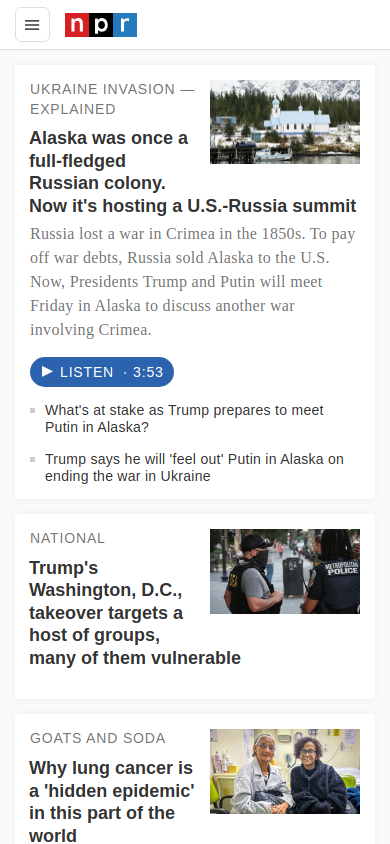 npr
UKRAINE INVASION —
EXPLAINED
Alaska was once a
full-fledged
Russian colony.
Now it's hosting a U.S.-Russia summit
Russia lost a war in Crimea in the 1850s. To pay
off war debts, Russia sold Alaska to the U.S.
Now, Presidents Trump and Putin will meet
Friday in Alaska to discuss another war
involving Crimea.
LISTEN · 3:53
What's at stake as Trump prepares to meet
Putin in Alaska?
Trump says he will 'feel out' Putin in Alaska on
ending the war in Ukraine
NATIONAL
Trump's
Washington, D.C.,
takeover targets a
host of groups,
many of them vulnerable
METROPOLITAN
POLICE
GOATS AND SODA
Why lung cancer is
a 'hidden epidemic'
in this part of the
world